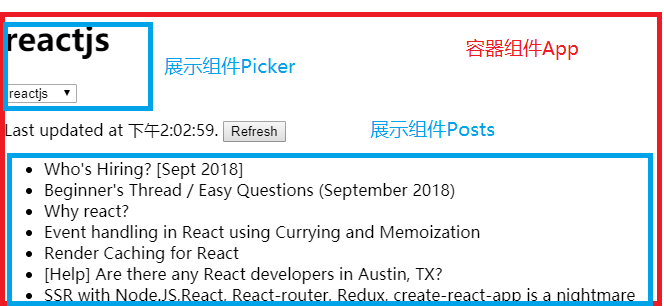 reactjs
容器组件App
展示组件Picker
reactjs
Last updated at 下午2:02:59. Refresh
展示组件Posts
Who's Hiring? [Sept 2018]
Beginner's Thread / Easy Questions (September 2018)
Why react?
Event handling in React using Currying and Memoization
Render Caching for React
[Help] Are there any React developers in Austin, TX?
SSR with Node.JS,React, React-router, Redux, create-react-app is a nightmare